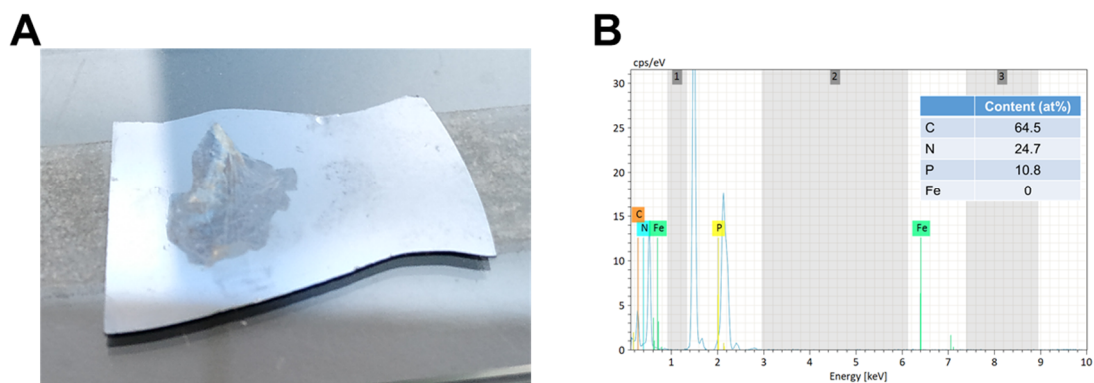 A
B
cps/eV
1
2
3
30
25
20
15
10
5
0
C
N
Fe
P
Fe
Content (at%)
C 64.5
N 24.7
P 10.8
Fe 0
1 2 3 4 5 6 7 8 9 10
Energy [keV]